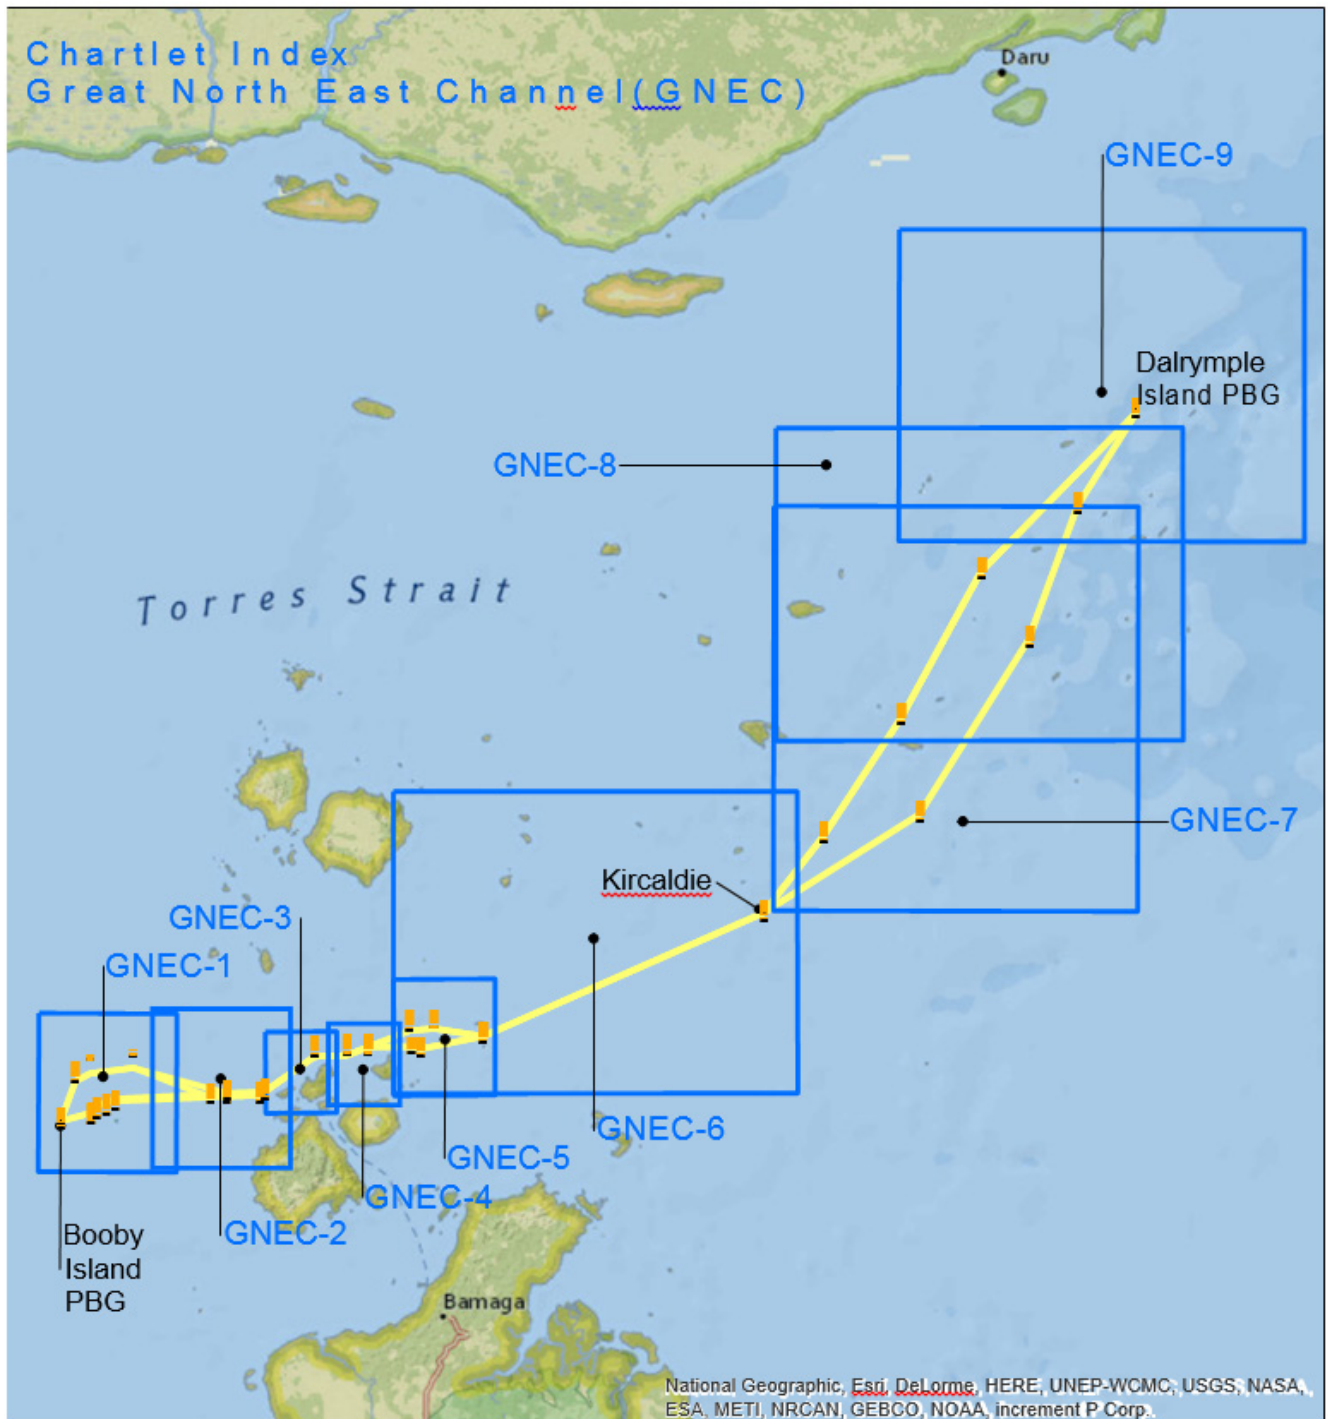 Chartlet Index
Great North East Channel(GNEC)
Daru
GNEC-9
Dalrymple
Island PBG
GNEC-8
Torres Strait
GNEC-7
Kircaldie
GNEC-3
GNEC-1
GNEC-6
GNEC-5
GNEC-4
GNEC-2
Booby
Island
PBG
Bamaga
National Geographic, Esri, DeLorme, HERE, UNEP-WCMC, USGS, NASA,
ESA, METI, NRCAN, GEBCO, NOAA, increment P Corp.